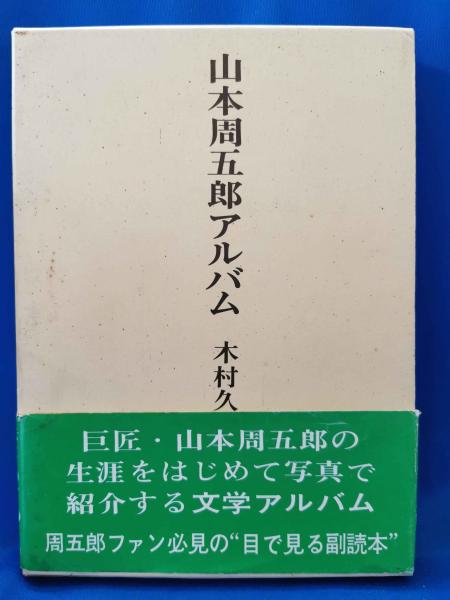 山本周五郎アルバム
木村久
巨匠・山本周五郎の
生涯をはじめて写真で
紹介する文学アルバム
周五郎ファン必見の“目で見る副読本”